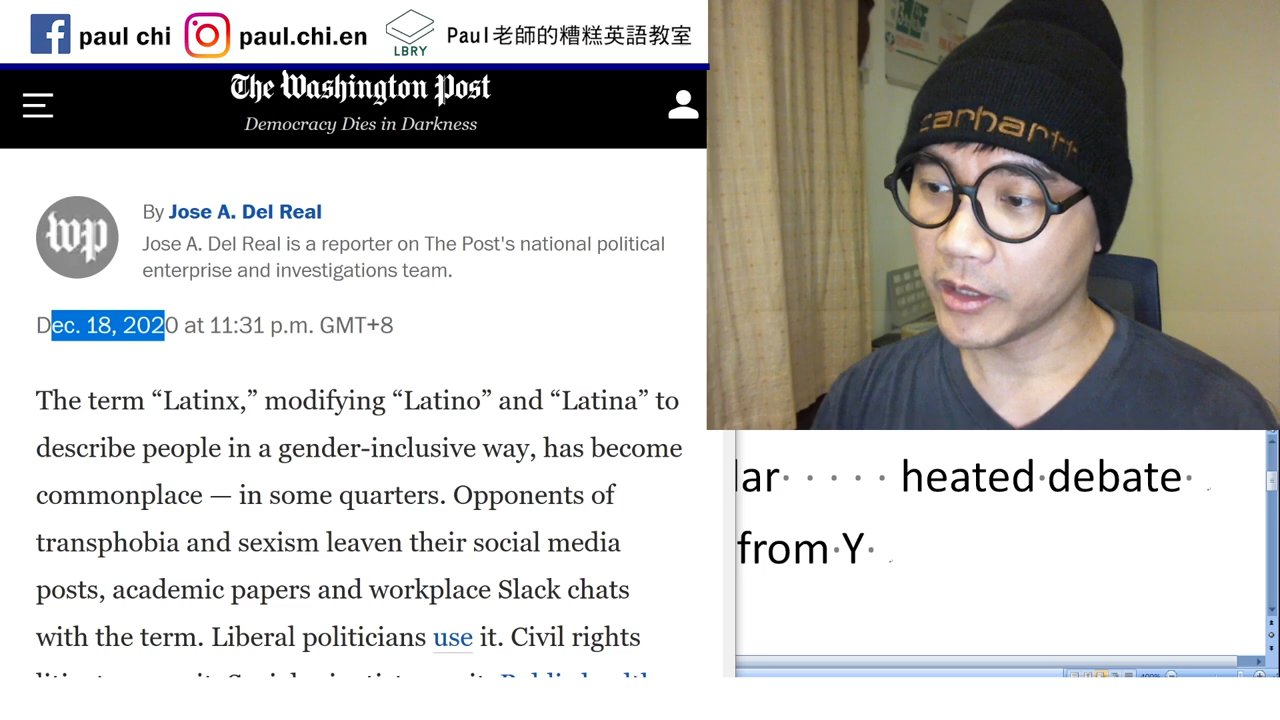 paul chi paul.chi.en LBRY Paul老師的糟糕英語教室
The Washington Post
Democracy Dies in Darkness
carhartt
wp
By Jose A. Del Real
Jose A. Del Real is a reporter on The Post's national political
enterprise and investigations team.
Dec. 18, 2020 at 11:31 p.m. GMT+8
The term “Latinx,” modifying “Latino” and “Latina” to
describe people in a gender-inclusive way, has become
commonplace — in some quarters. Opponents of
transphobia and sexism leaven their social media
posts, academic papers and workplace Slack chats
with the term. Liberal politicians use it. Civil rights
lar heated debate
from Y